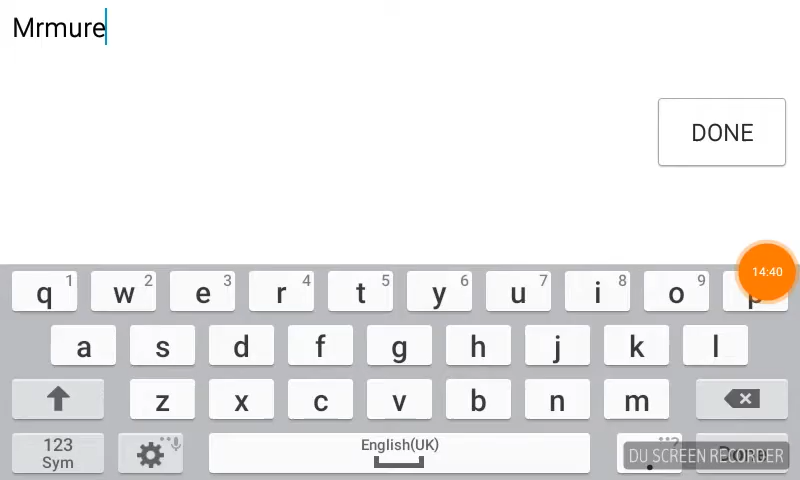 Mrmure
DONE
14:40
q 1 w 2 e 3 r 4 t 5 y 6 u 7 i 8 o 9 p
a s d f g h j k l
z x c v b n m
123
Sym
English(UK)
. ?
Done
DU SCREEN RECORDER